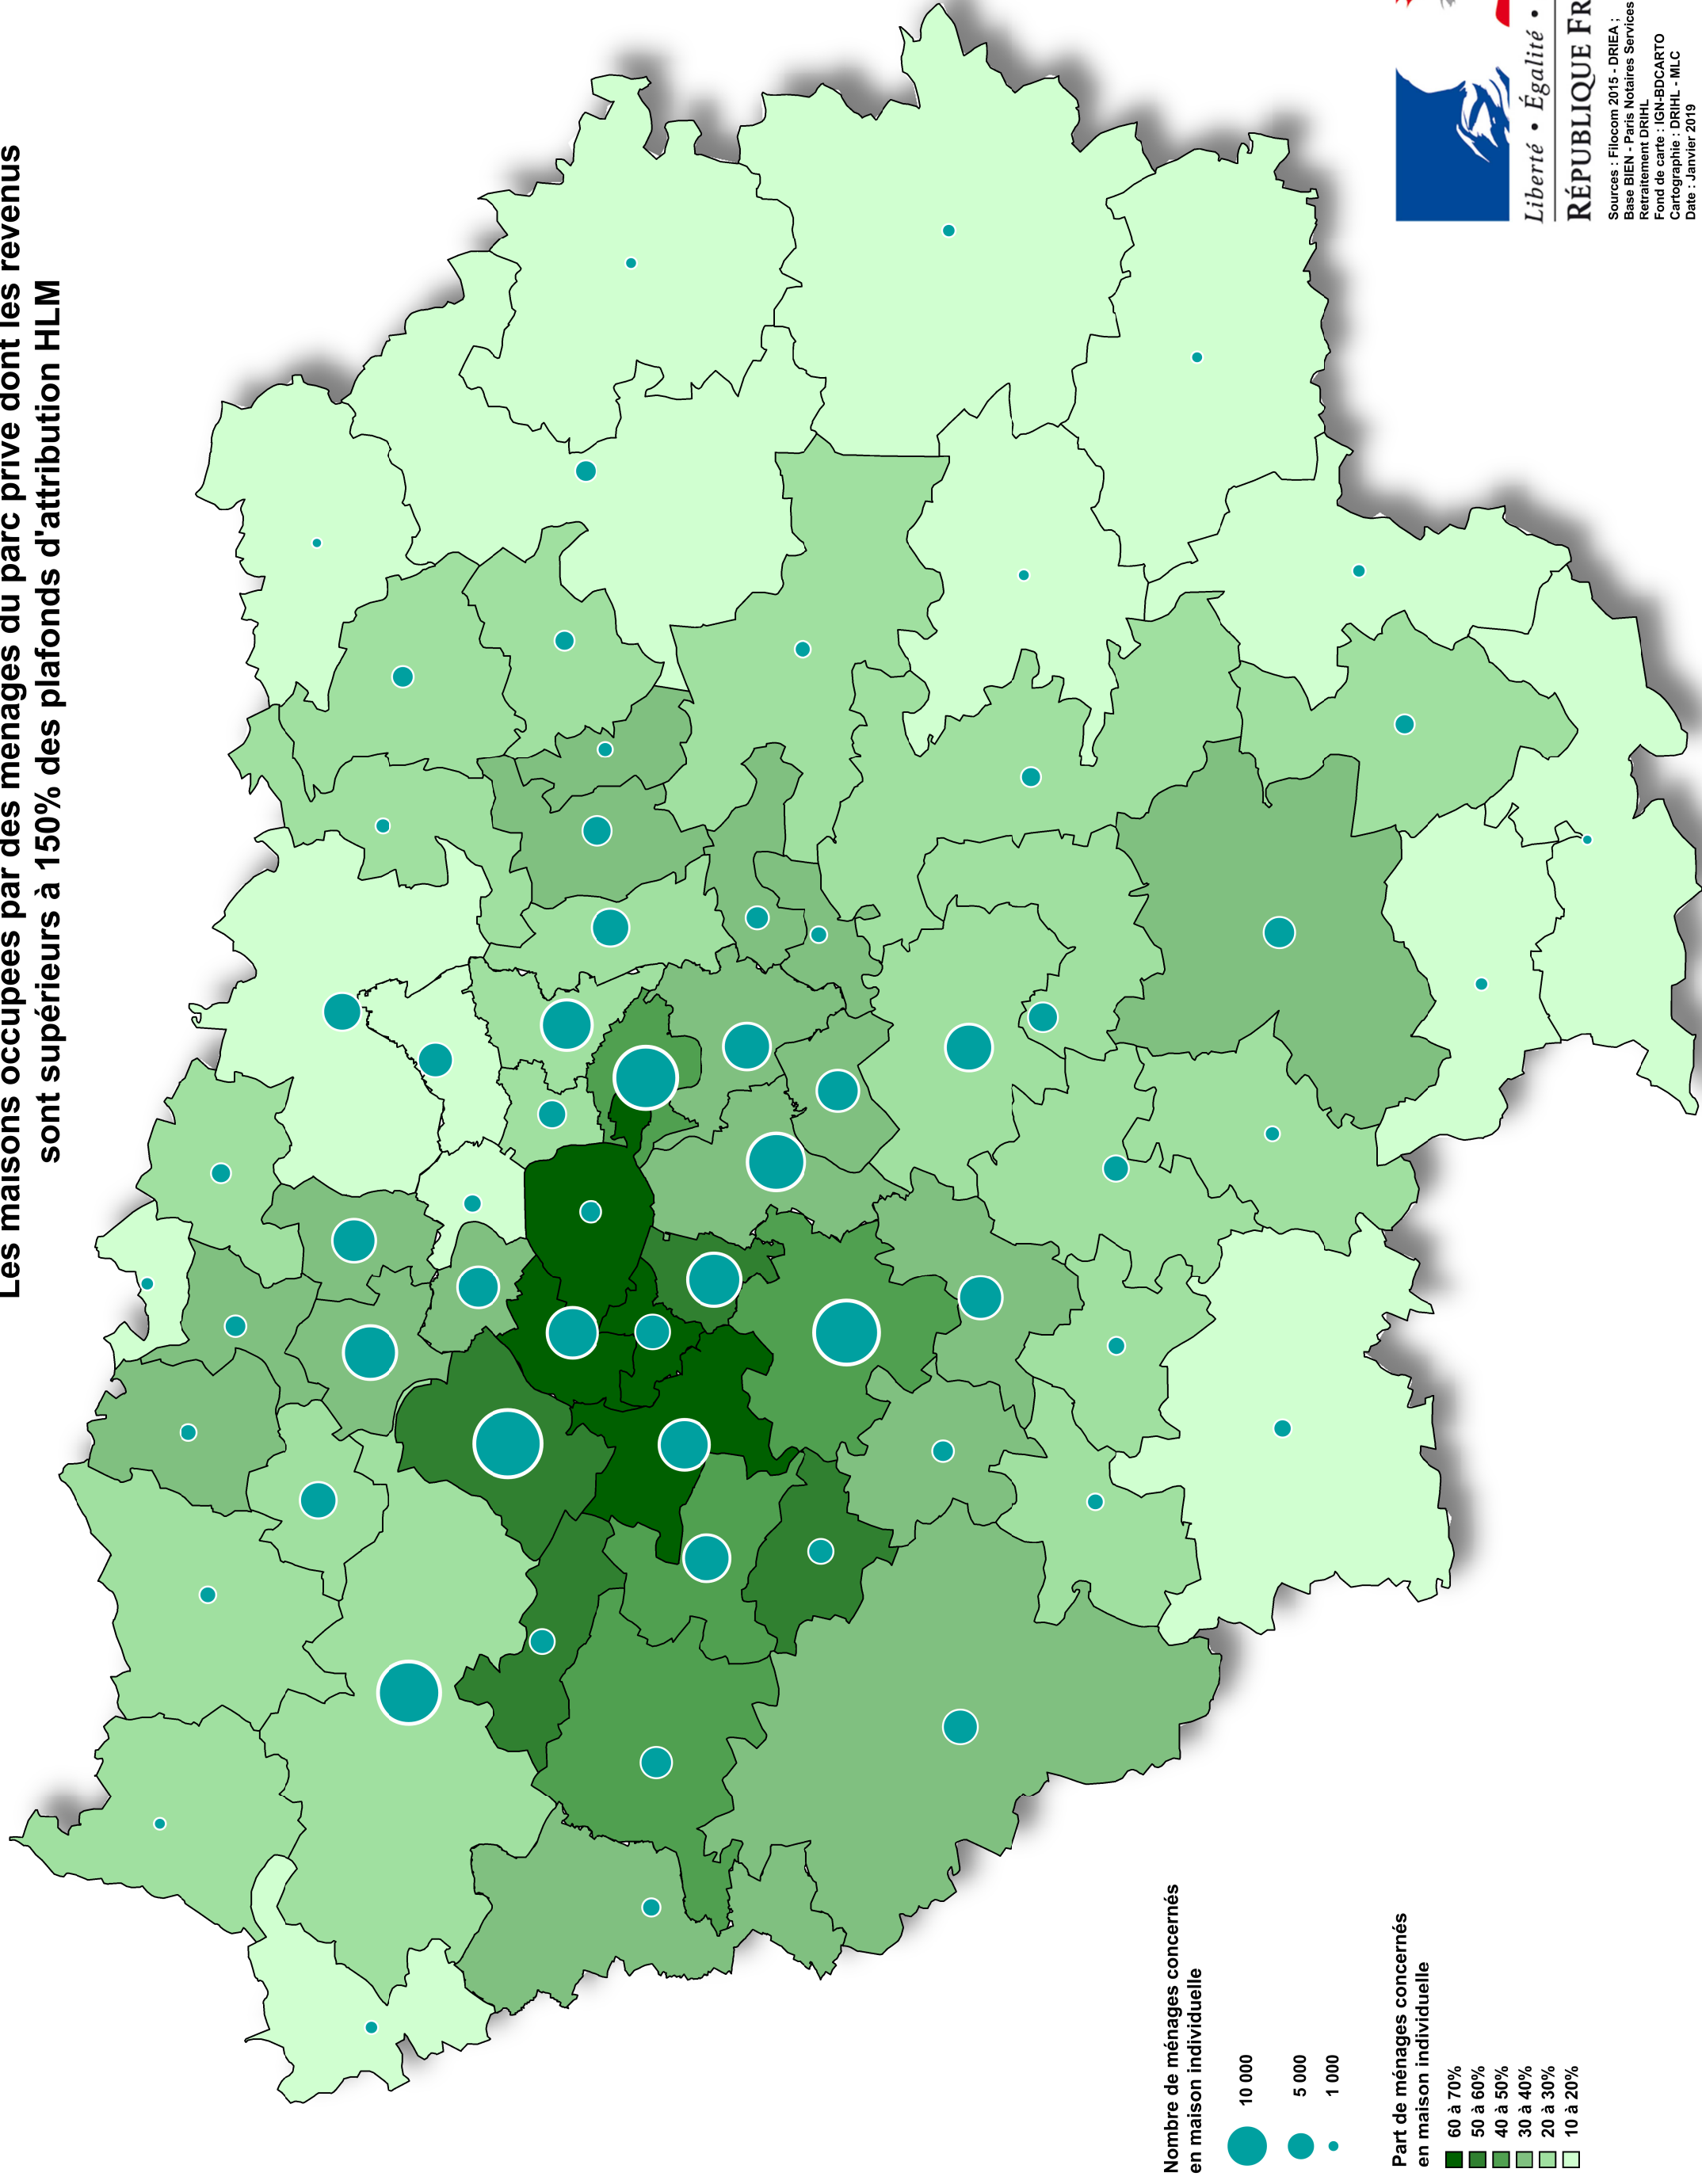 Les maisons occupées par des ménages du parc privé dont les revenus
sont supérieurs à 150% des plafonds d'attribution HLM
Nombre de ménages concernés
en maison individuelle
10 000
5 000
1 000
Part de ménages concernés
en maison individuelle
60 à 70%
50 à 60%
40 à 50%
30 à 40%
20 à 30%
10 à 20%
Liberté • Égalité •
RÉPUBLIQUE FR
Sources : Filocom 2015 - DRIEA ;
Base BIEN - Paris Notaires Services
Retraitement DRIHL
Fond de carte : IGN-BDCARTO
Cartographie : DRIHL - MLC
Date : Janvier 2019